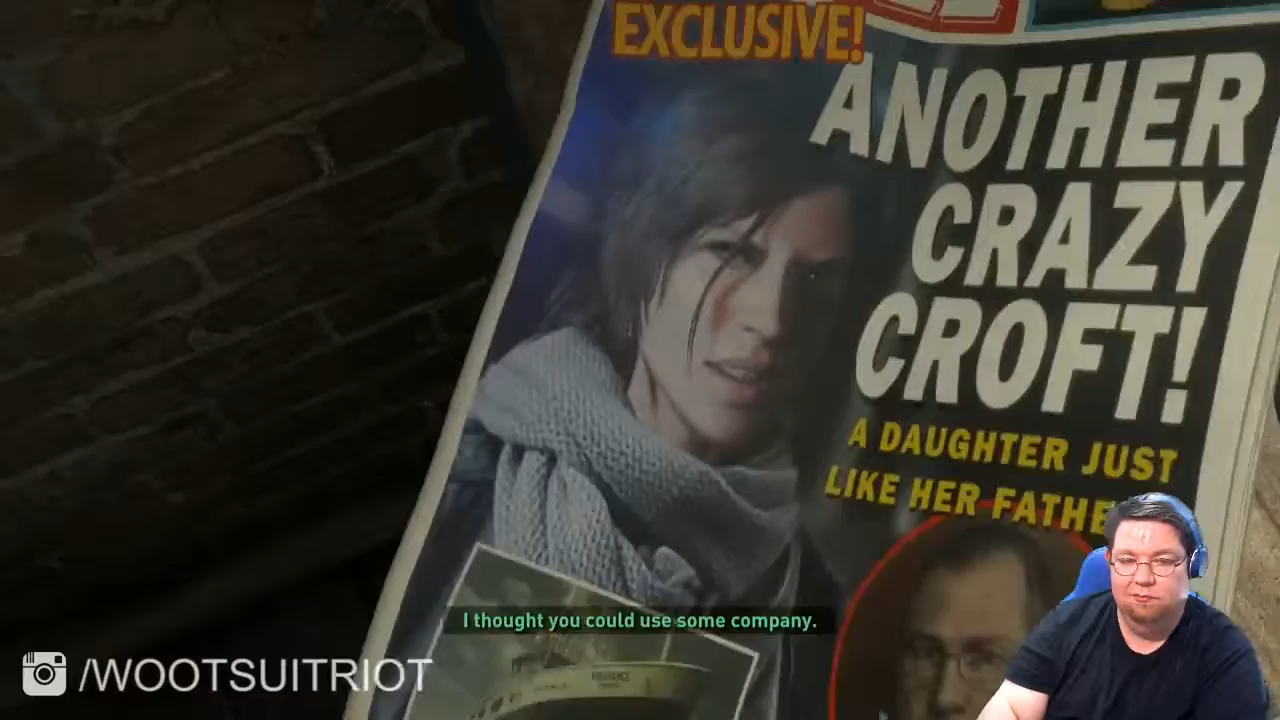 EXCLUSIVE!
ANOTHER
CRAZY
CROFT!
A DAUGHTER JUST
LIKE HER FATHE
I thought you could use some company.
/WOOTSUITRIOT